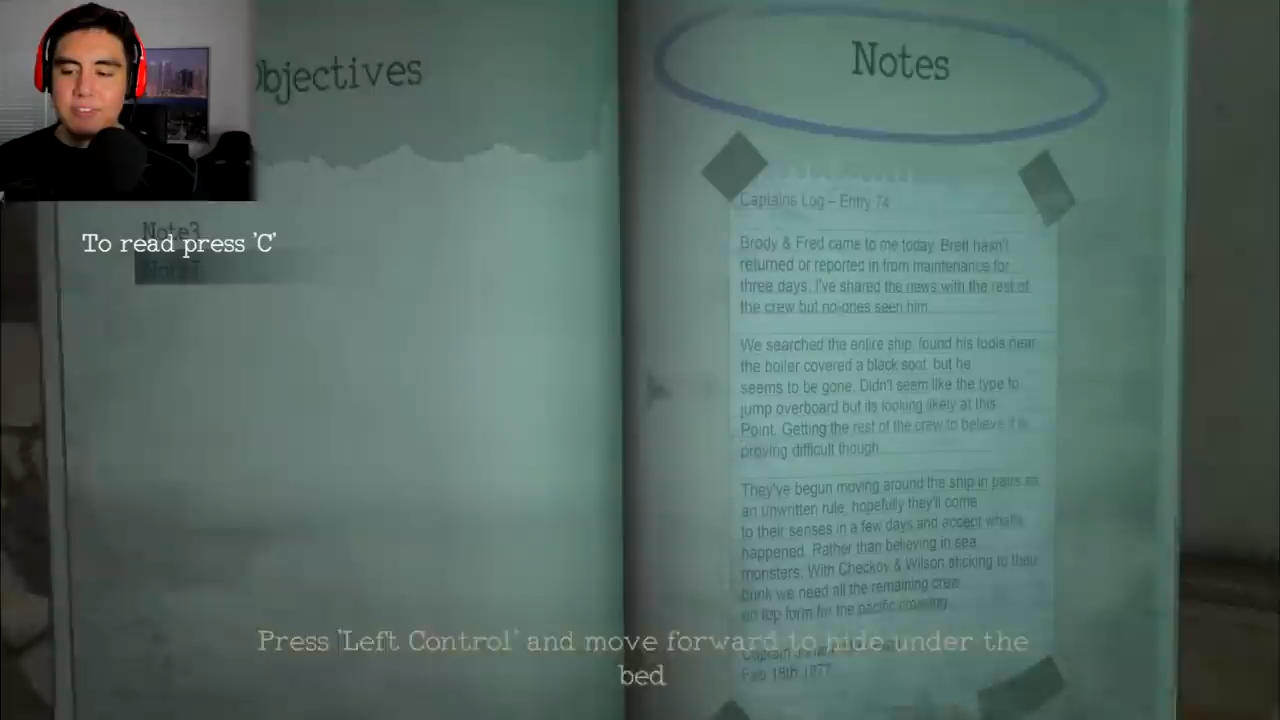 Objectives
Notes
Note3
To read press 'C'
Captains Log – Entry 74
Brody & Fred came to me today. Brett hasn't
returned or reported in from maintenance for
three days. I've shared the news with the rest of
the crew but no-ones seen him.
We searched the entire ship, found his tools near
the boiler covered a black soot, but he
seems to be gone. Didn't seem like the type to
jump overboard but its looking likely at this
Point. Getting the rest of the crew to believe it is
proving difficult though.
They've begun moving around the ship in pairs as
an unwritten rule, hopefully they'll come
to their senses in a few days and accept what's
happened. Rather than believing in sea
monsters. With Checkov & Wilson sticking to their
bunk we need all the remaining crew
on top form for the pacific crossing.
Press 'Left Control' and move forward to hide under the
bed
Captain
Feb 18th 1977